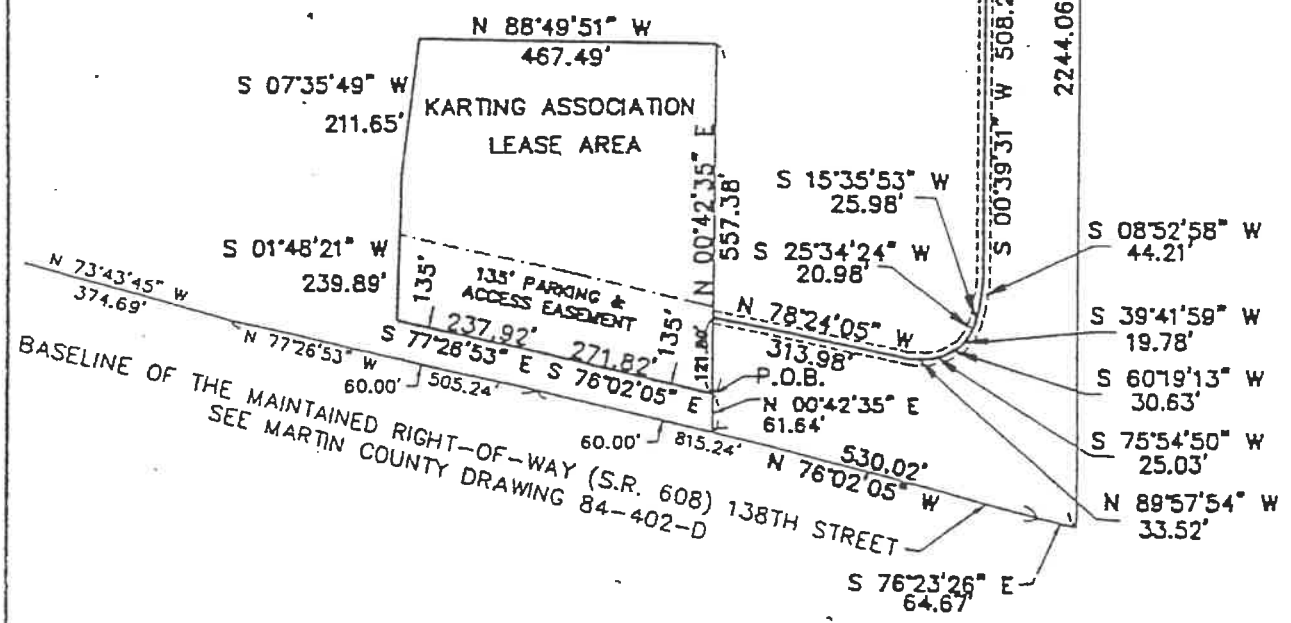 N 88°49'51" W
467.49'
S 07°35'49" W
211.65'
KARTING ASSOCIATION
LEASE AREA
N 00°42'35" E
557.38'
S 00°39'31" W 508.2
2244.06
S 15°35'53" W
25.98'
S 25°34'24" W
20.98'
S 08°52'58" W
44.21'
S 01°48'21" W
239.89'
N 73°43'45" W
374.69'
135'
135' PARKING &
ACCESS EASEMENT
135'
237.92'
271.82'
S 77°26'53" E
S 76°02'05" E
N 78°24'05" W
313.98'
121.80'
P.O.B.
N 00°42'35" E
61.64'
S 39°41'59" W
19.78'
S 60°19'13" W
30.63'
S 75°54'50" W
25.03'
N 89°57'54" W
33.52'
N 77°26'53" W
60.00'
505.24'
60.00'
815.24'
530.02'
N 76°02'05" W
BASELINE OF THE MAINTAINED RIGHT-OF-WAY (S.R. 608) 138TH STREET
SEE MARTIN COUNTY DRAWING 84-402-D
S 76°23'26" E
64.67'